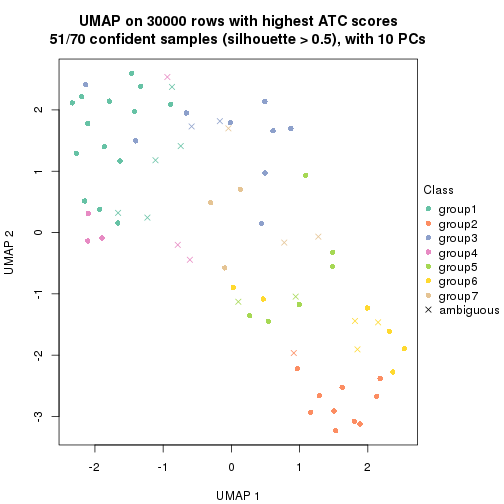 UMAP on 30000 rows with highest ATC scores
51/70 confident samples (silhouette > 0.5), with 10 PCs
2
1
0
-1
-2
-3
UMAP 2
-2
-1
0
1
2
UMAP 1
Class
group1
group2
group3
group4
group5
group6
group7
ambiguous